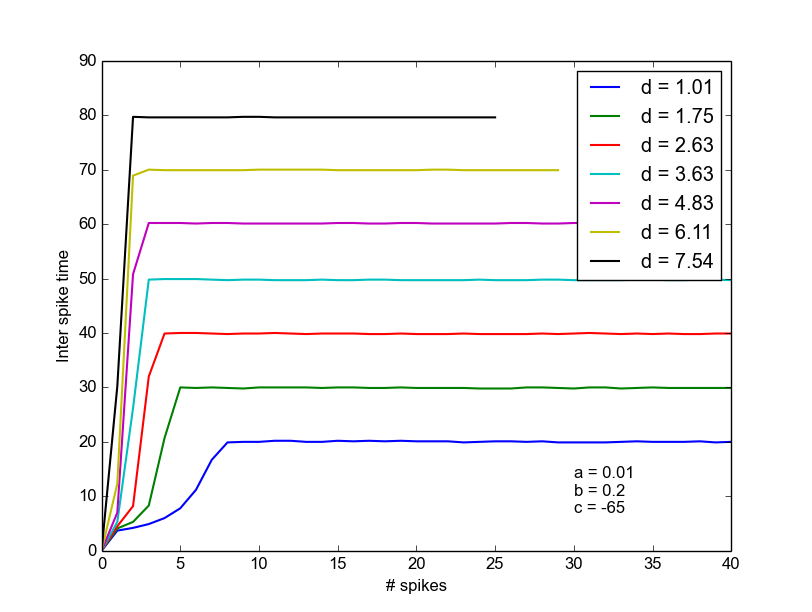 90
80
70
60
50
40
30
20
10
0
Inter spike time
d = 1.01
d = 1.75
d = 2.63
d = 3.63
d = 4.83
d = 6.11
d = 7.54
a = 0.01
b = 0.2
c = -65
0 5 10 15 20 25 30 35 40
# spikes